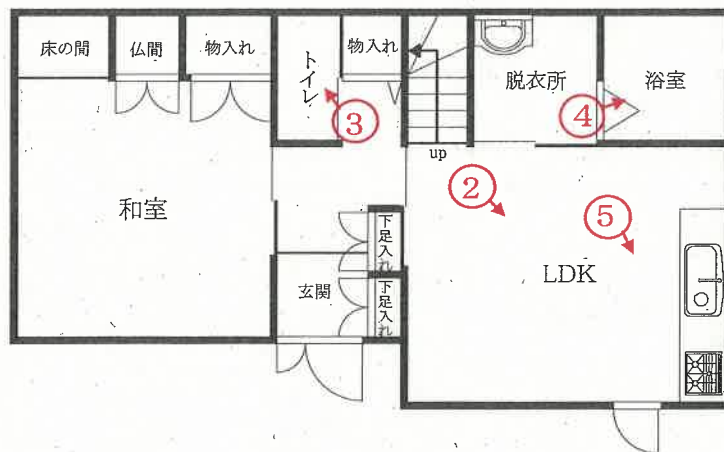 床の間
仏間
物入れ
トイレ
物入れ
脱衣所
浴室
③
④
up
和室
②
⑤
下足入れ
LDK
玄関
下足入れ